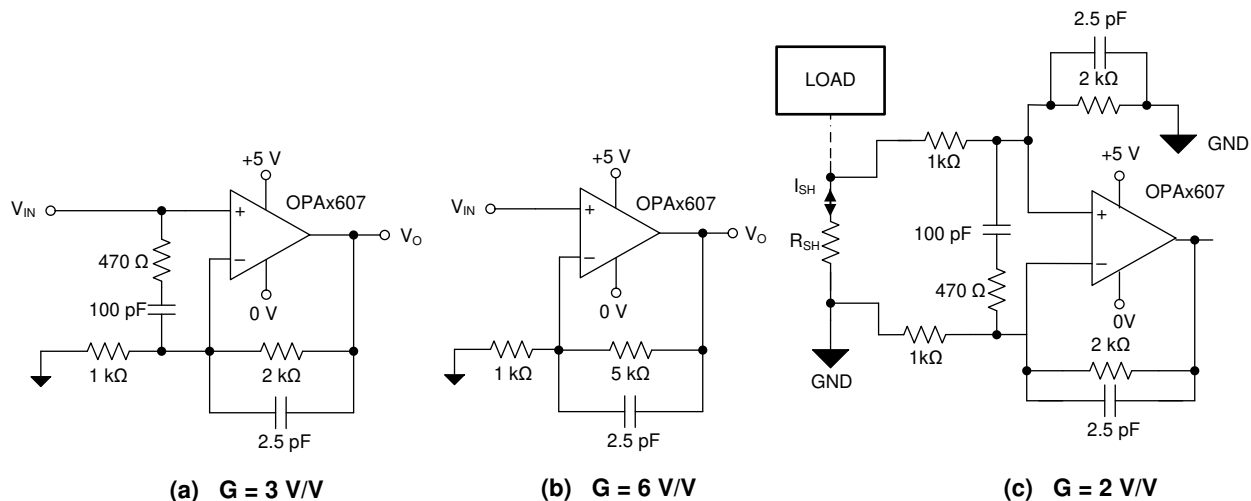 V_IN
+5 V
OPAx607
+
−
V_O
470 Ω
100 pF
0 V
1 kΩ
2 kΩ
2.5 pF
(a) G = 3 V/V
V_IN
+5 V
OPAx607
+
−
V_O
0 V
1 kΩ
5 kΩ
2.5 pF
(b) G = 6 V/V
LOAD
2.5 pF
2 kΩ
GND
1kΩ
I_SH
R_SH
+5 V
OPAx607
+
−
100 pF
470 Ω
0V
1kΩ
GND
2 kΩ
2.5 pF
(c) G = 2 V/V